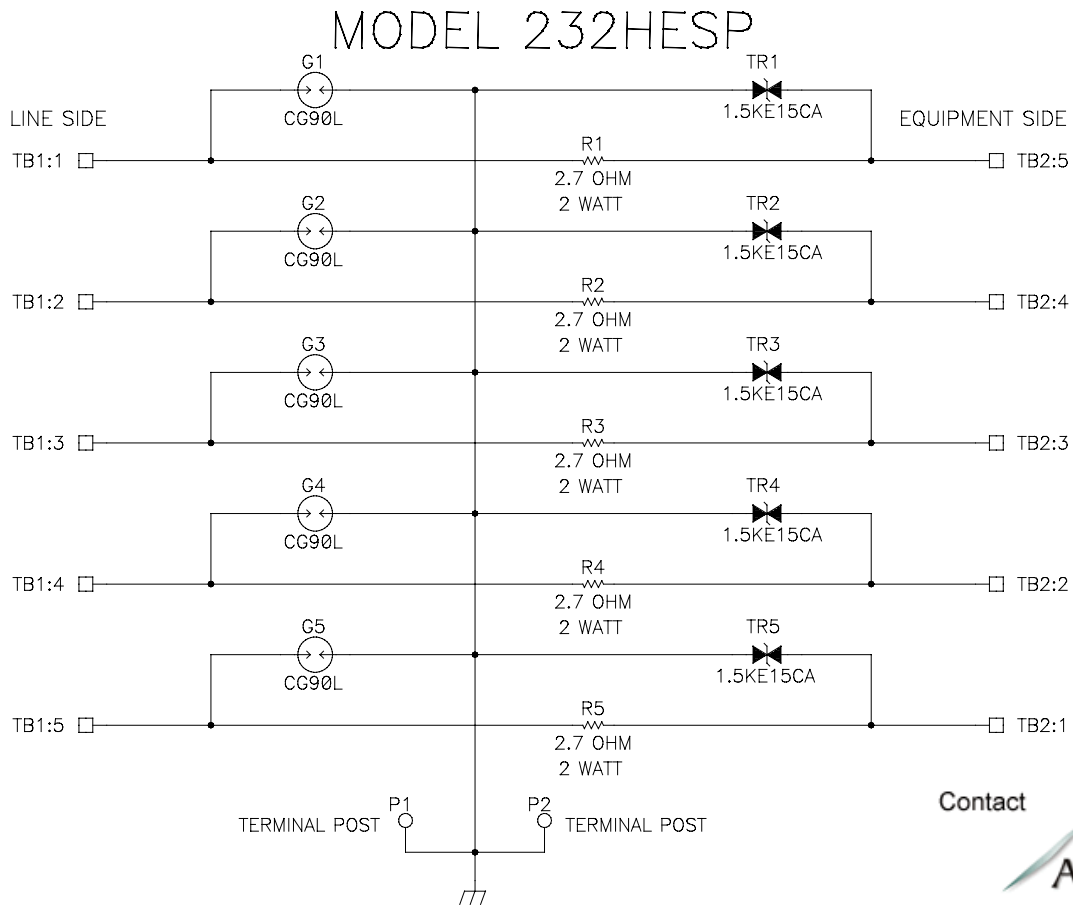 MODEL 232HESP
G1
TR1
CG90L
1.5KE15CA
LINE SIDE
EQUIPMENT SIDE
TB1:1
R1
TB2:5
2.7 OHM
2 WATT
G2
TR2
CG90L
1.5KE15CA
TB1:2
R2
TB2:4
2.7 OHM
2 WATT
G3
TR3
CG90L
1.5KE15CA
TB1:3
R3
TB2:3
2.7 OHM
2 WATT
G4
TR4
CG90L
1.5KE15CA
TB1:4
R4
TB2:2
2.7 OHM
2 WATT
G5
TR5
CG90L
1.5KE15CA
TB1:5
R5
TB2:1
2.7 OHM
2 WATT
P1
P2
TERMINAL POST
TERMINAL POST
Contact
A